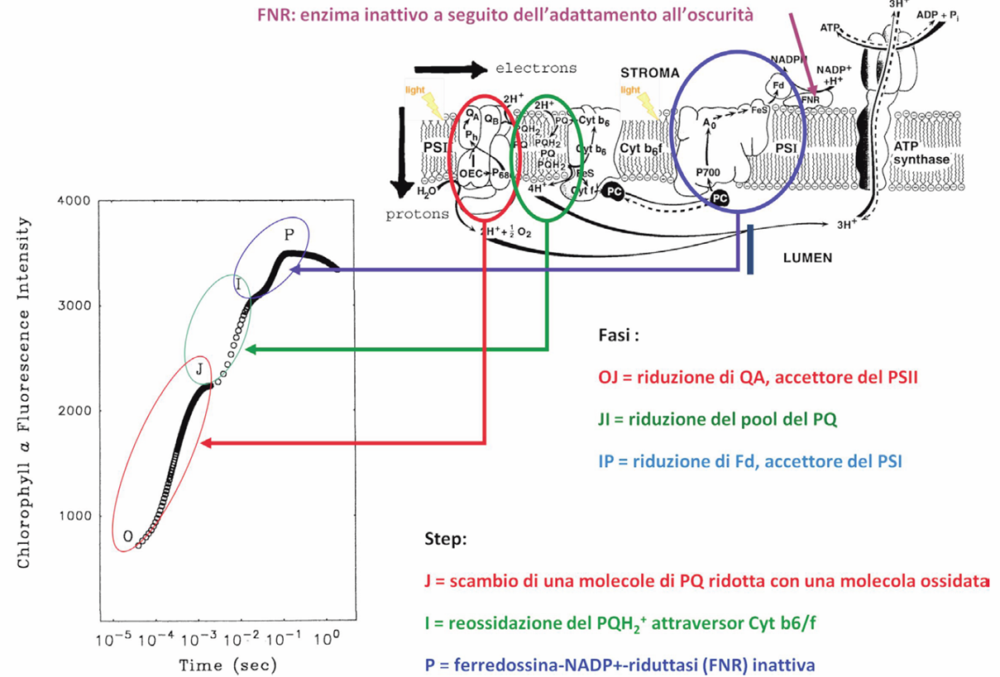 FNR: enzima inattivo a seguito dell'adattamento all'oscurità
3H+
ADP + Pi
ATP
electrons
STROMA
NADPH
NADP+
+H+
light
light
2H+
2H+
Fd
FNR
FeS
QA
QB
PQH2
PQ
Cyt b6
A0
Ph
PSI
PQ
PQH2
PQ
PQH2
Cyt b6
Cyt b6f
PSI
ATP
synthase
OEC
P680
FeS
P700
H2O
4H+
Cyt f
PC
PC
protons
2H+ + ½ O2
3H+
LUMEN
Chlorophyll a Fluorescence Intensity
4000
3000
2000
1000
0
P
I
J
O
10-5 10-4 10-3 10-2 10-1 100
Time (sec)
Fasi :
OJ = riduzione di QA, accettore del PSII
JI = riduzione del pool del PQ
IP = riduzione di Fd, accettore del PSI
Step:
J = scambio di una molecole di PQ ridotta con una molecola ossidata
I = reossidazione del PQH2+ attraversor Cyt b6/f
P = ferredossina-NADP+-riduttasi (FNR) inattiva